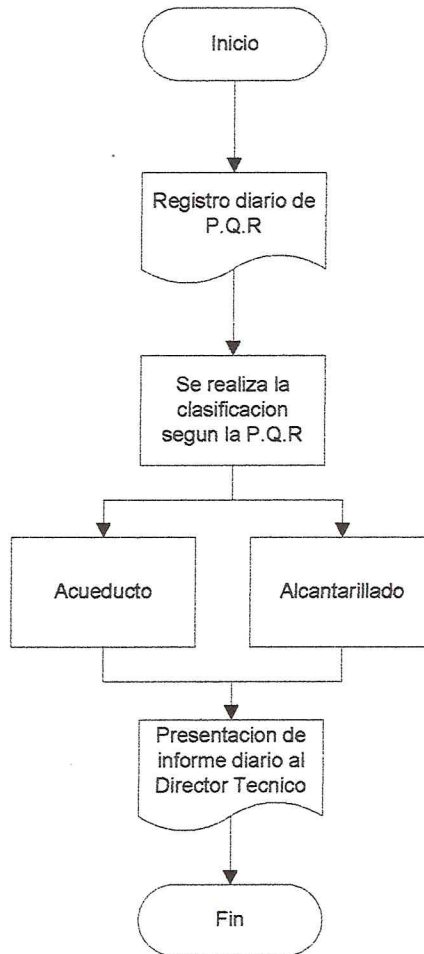 Inicio
Registro diario de
P.Q.R
Se realiza la
clasificacion
segun la P.Q.R
Acueducto
Alcantarillado
Presentacion de
informe diario al
Director Tecnico
Fin